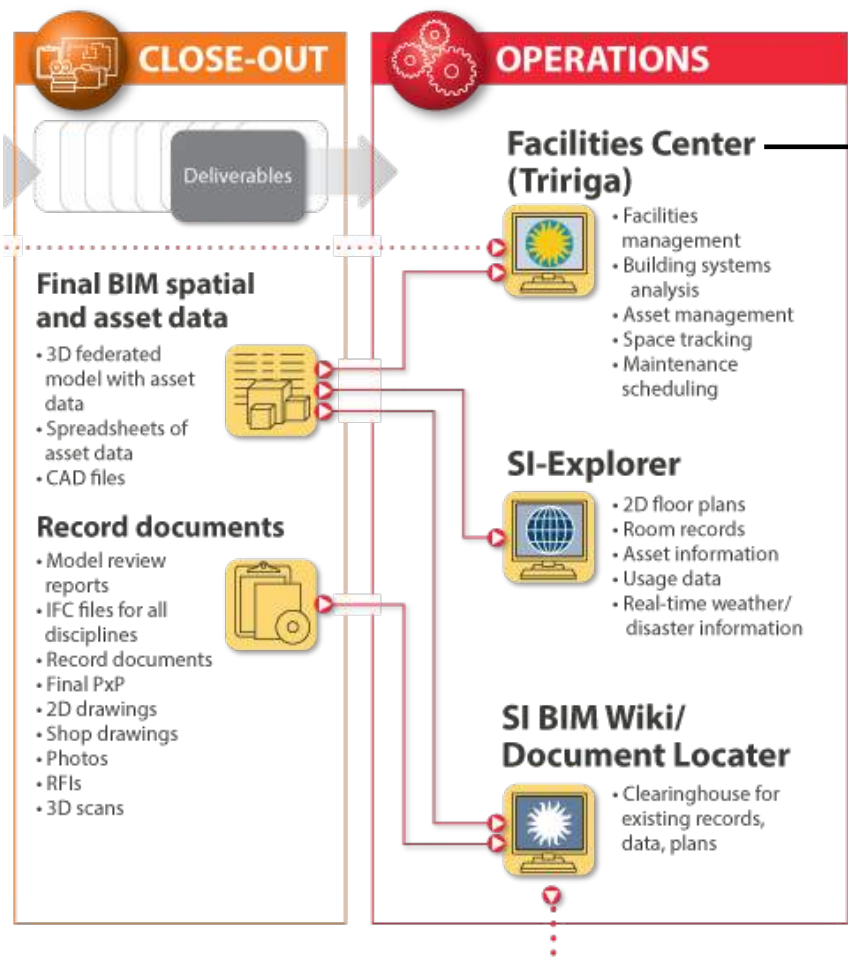 CLOSE-OUT
Deliverables
Final BIM spatial
and asset data
• 3D federated
model with asset
data
• Spreadsheets of
asset data
• CAD files
Record documents
• Model review
reports
• IFC files for all
disciplines
• Record documents
• Final PxP
• 2D drawings
• Shop drawings
• Photos
• RFIs
• 3D scans
OPERATIONS
Facilities Center
(Tririga)
• Facilities
management
• Building systems
analysis
• Asset management
• Space tracking
• Maintenance
scheduling
SI-Explorer
• 2D floor plans
• Room records
• Asset information
• Usage data
• Real-time weather/
disaster information
SI BIM Wiki/
Document Locater
• Clearinghouse for
existing records,
data, plans